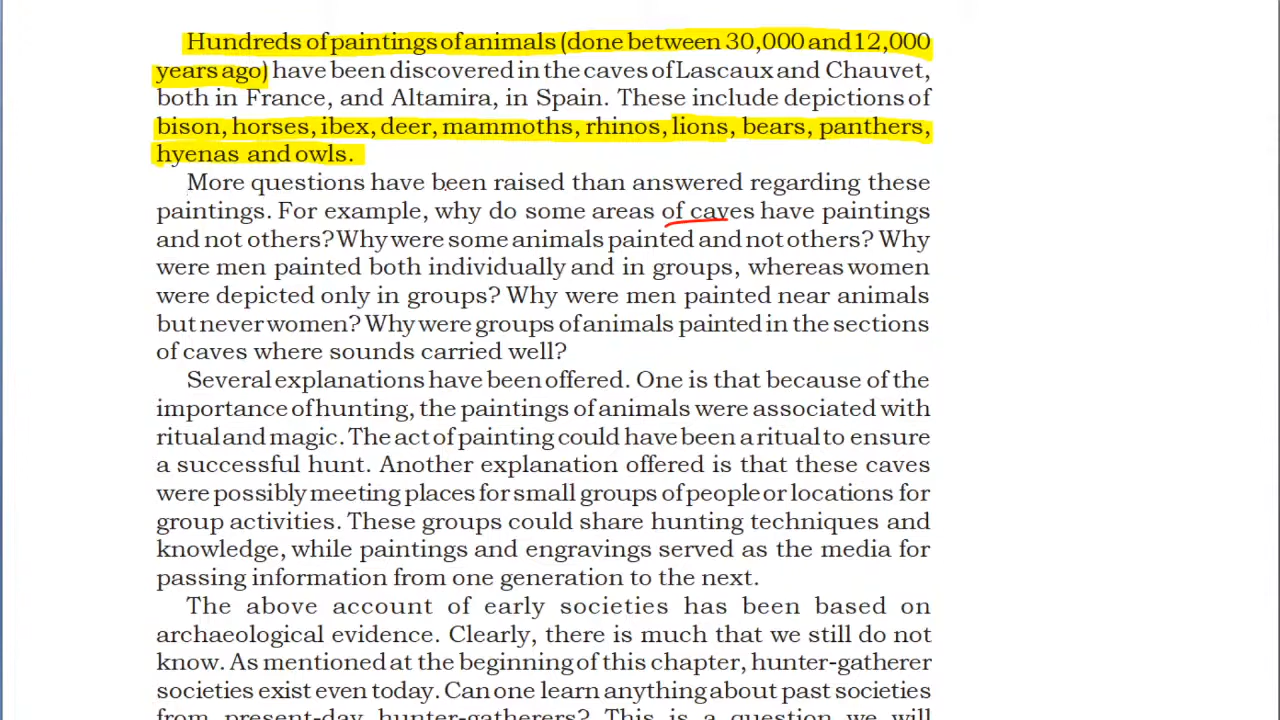 Hundreds of paintings of animals (done between 30,000 and 12,000
years ago) have been discovered in the caves of Lascaux and Chauvet,
both in France, and Altamira, in Spain. These include depictions of
bison, horses, ibex, deer, mammoths, rhinos, lions, bears, panthers,
hyenas and owls.
More questions have been raised than answered regarding these
paintings. For example, why do some areas of caves have paintings
and not others? Why were some animals painted and not others? Why
were men painted both individually and in groups, whereas women
were depicted only in groups? Why were men painted near animals
but never women? Why were groups of animals painted in the sections
of caves where sounds carried well?
Several explanations have been offered. One is that because of the
importance of hunting, the paintings of animals were associated with
ritual and magic. The act of painting could have been a ritual to ensure
a successful hunt. Another explanation offered is that these caves
were possibly meeting places for small groups of people or locations for
group activities. These groups could share hunting techniques and
knowledge, while paintings and engravings served as the media for
passing information from one generation to the next.
The above account of early societies has been based on
archaeological evidence. Clearly, there is much that we still do not
know. As mentioned at the beginning of this chapter, hunter-gatherer
societies exist even today. Can one learn anything about past societies
from present-day hunter-gatherers? This is a question we will